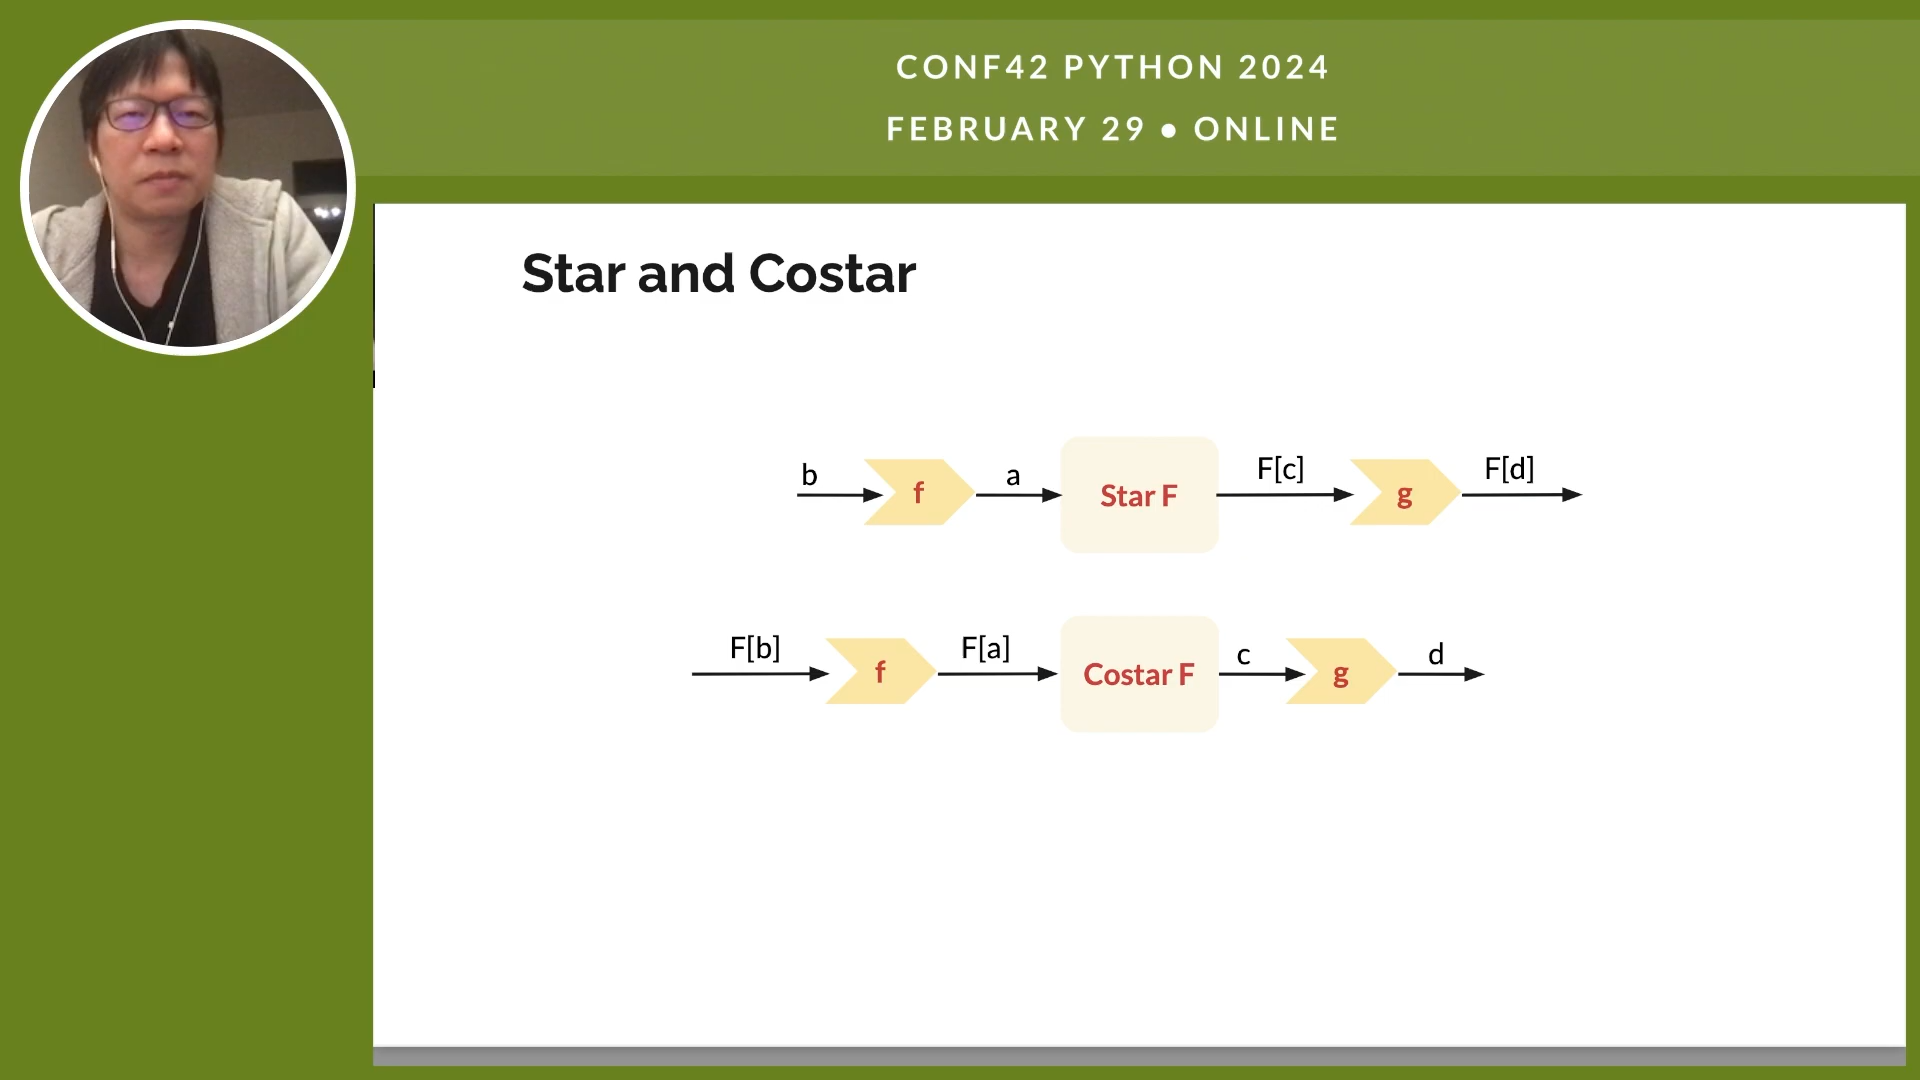 CONF42 PYTHON 2024
FEBRUARY 29 • ONLINE
Star and Costar
b f a Star F F[c] g F[d]
F[b] f F[a] Costar F c g d